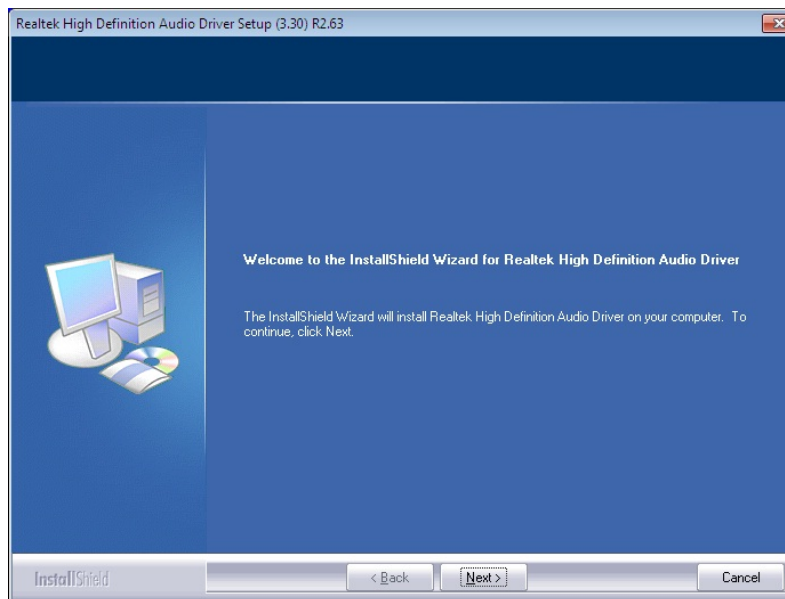 Realtek High Definition Audio Driver Setup (3.30) R2.63
Welcome to the InstallShield Wizard for Realtek High Definition Audio Driver
The InstallShield Wizard will install Realtek High Definition Audio Driver on your computer. To
continue, click Next.
InstallShield
< Back
Next >
Cancel